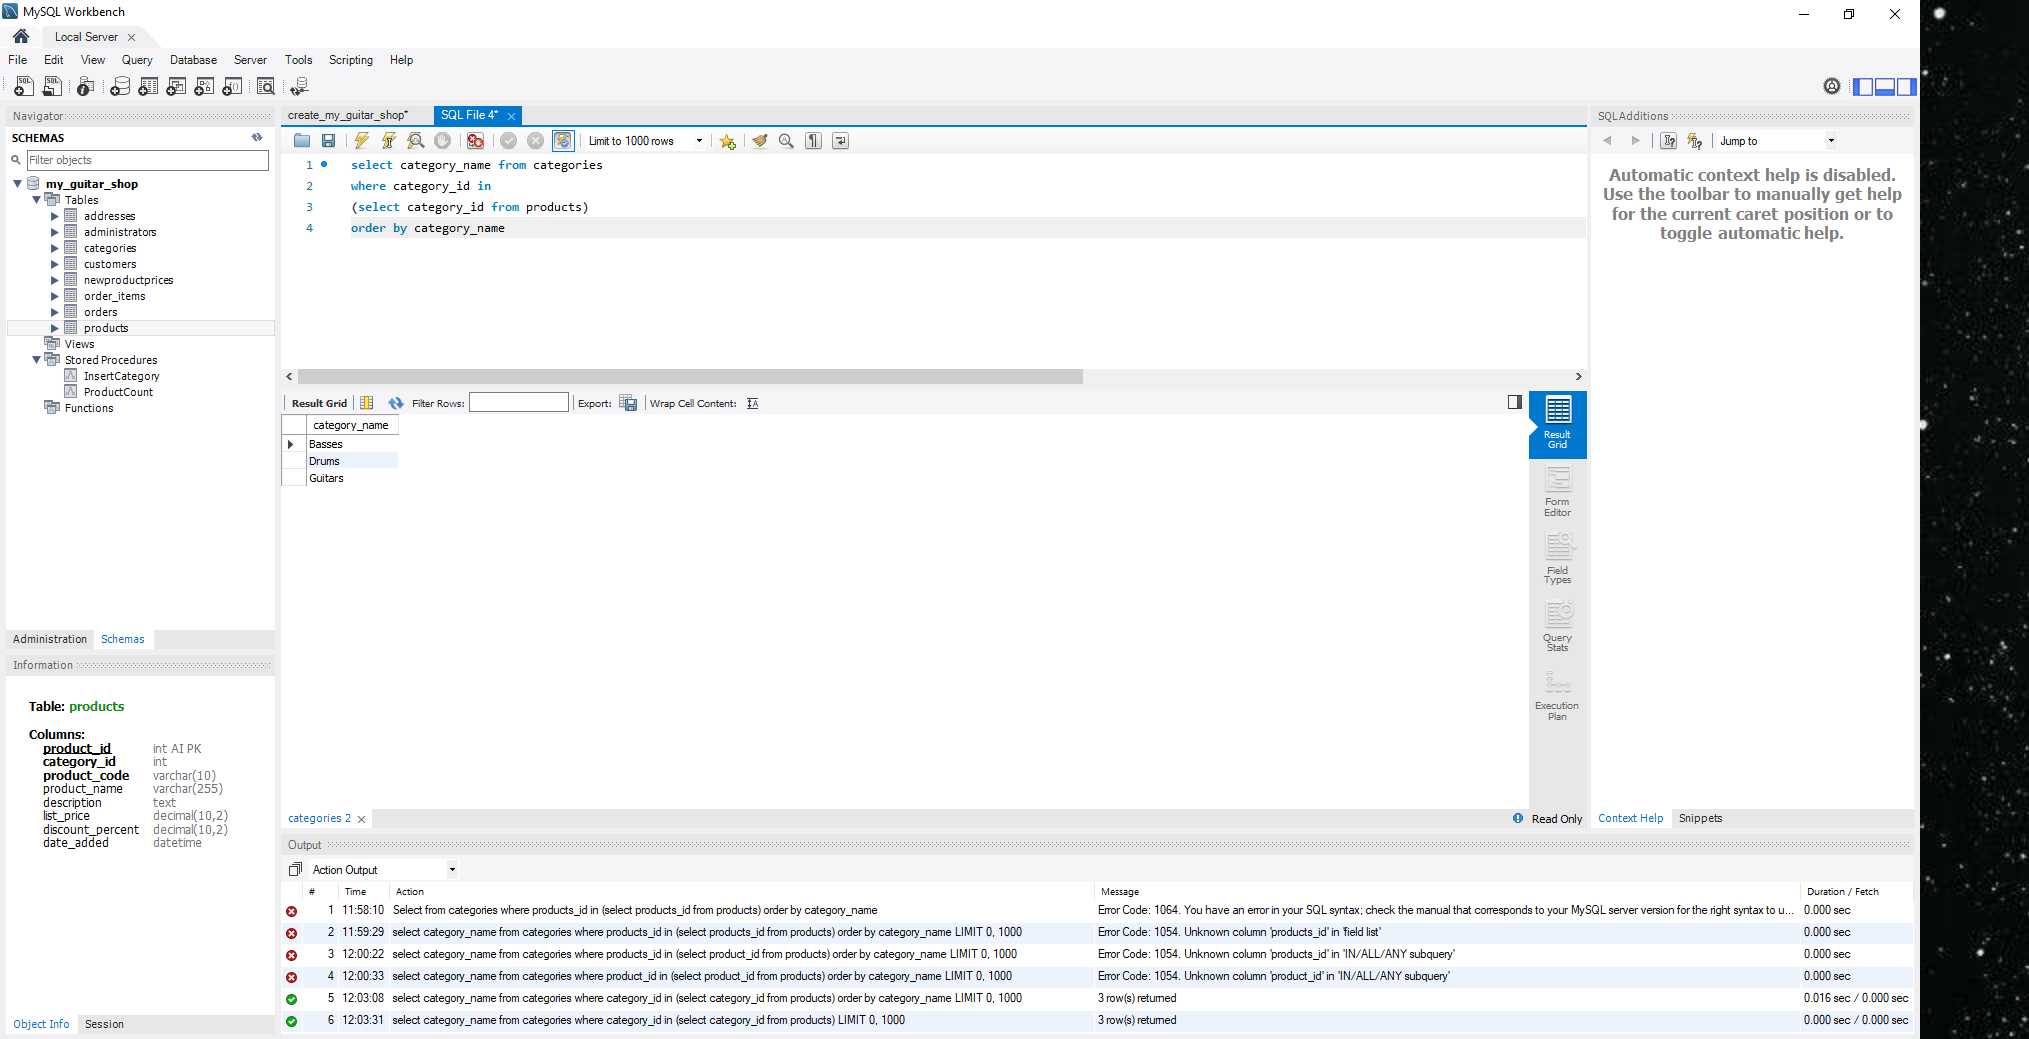 MySQL Workbench
Local Server
File Edit View Query Database Server Tools Scripting Help
Navigator
SCHEMAS
Filter objects
my_guitar_shop
Tables
addresses
administrators
categories
customers
newproductprices
order_items
orders
products
Views
Stored Procedures
InsertCategory
ProductCount
Functions
Administration Schemas
Information
Table: products
Columns:
product_id int AI PK
category_id int
product_code varchar(10)
product_name varchar(255)
description text
list_price decimal(10,2)
discount_percent decimal(10,2)
date_added datetime
Object Info Session
create_my_guitar_shop* SQL File 4*
Limit to 1000 rows
1 select category_name from categories
2 where category_id in
3 (select category_id from products)
4 order by category_name
Result Grid Filter Rows: Export: Wrap Cell Content:
category_name
Basses
Drums
Guitars
Result
Grid
Form
Editor
Field
Types
Query
Stats
Execution
Plan
categories 2
Read Only
SQLAdditions
Jump to
Automatic context help is disabled.
Use the toolbar to manually get help
for the current caret position or to
toggle automatic help.
Context Help Snippets
Output
Action Output
# Time Action Message Duration / Fetch
1 11:58:10 Select from categories where products_id in (select products_id from products) order by category_name Error Code: 1064. You have an error in your SQL syntax; check the manual that corresponds to your MySQL server version for the right syntax to u... 0.000 sec
2 11:59:29 select category_name from categories where products_id in (select products_id from products) order by category_name LIMIT 0, 1000 Error Code: 1054. Unknown column 'products_id' in 'field list' 0.000 sec
3 12:00:22 select category_name from categories where products_id in (select product_id from products) order by category_name LIMIT 0, 1000 Error Code: 1054. Unknown column 'products_id' in 'IN/ALL/ANY subquery' 0.000 sec
4 12:00:33 select category_name from categories where product_id in (select product_id from products) order by category_name LIMIT 0, 1000 Error Code: 1054. Unknown column 'product_id' in 'IN/ALL/ANY subquery' 0.000 sec
5 12:03:08 select category_name from categories where category_id in (select category_id from products) order by category_name LIMIT 0, 1000 3 row(s) returned 0.016 sec / 0.000 sec
6 12:03:31 select category_name from categories where category_id in (select category_id from products) LIMIT 0, 1000 3 row(s) returned 0.000 sec / 0.000 sec